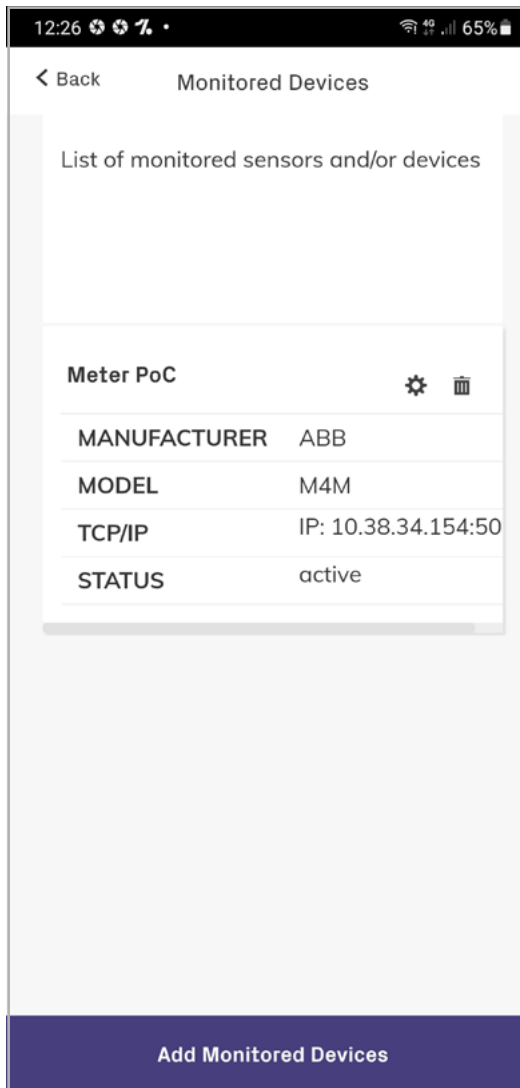 12:26 4G 65%
Back Monitored Devices
List of monitored sensors and/or devices
Meter PoC
MANUFACTURER ABB
MODEL M4M
TCP/IP IP: 10.38.34.154:50
STATUS active
Add Monitored Devices